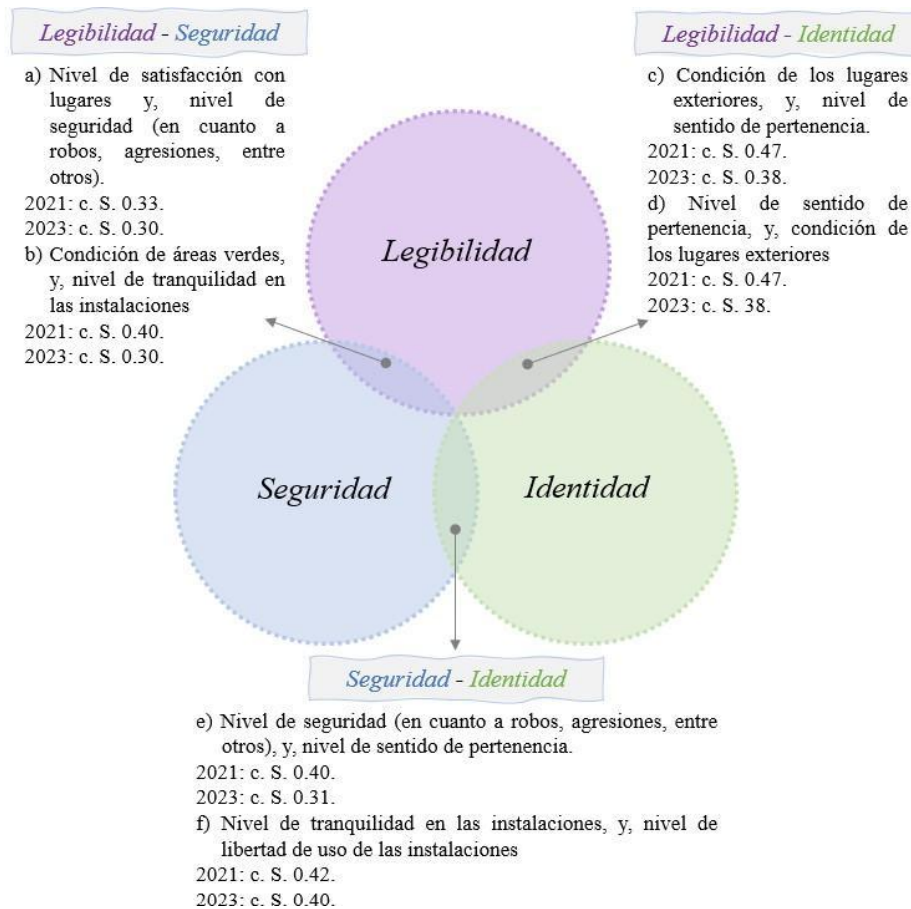 Legibilidad - Seguridad
a) Nivel de satisfacción con
lugares y, nivel de
seguridad (en cuanto a
robos, agresiones, entre
otros).
2021: c. S. 0.33.
2023: c. S. 0.30.
b) Condición de áreas verdes,
y, nivel de tranquilidad en
las instalaciones
2021: c. S. 0.40.
2023: c. S. 0.30.
Legibilidad - Identidad
c) Condición de los lugares
exteriores, y, nivel de
sentido de pertenencia.
2021: c. S. 0.47.
2023: c. S. 0.38.
d) Nivel de sentido de
pertenencia, y, condición de
los lugares exteriores
2021: c. S. 0.47.
2023: c. S. 38.
Legibilidad
Seguridad
Identidad
Seguridad - Identidad
e) Nivel de seguridad (en cuanto a robos, agresiones, entre
otros), y, nivel de sentido de pertenencia.
2021: c. S. 0.40.
2023: c. S. 0.31.
f) Nivel de tranquilidad en las instalaciones, y, nivel de
libertad de uso de las instalaciones
2021: c. S. 0.42.
2023: c. S. 0.40.